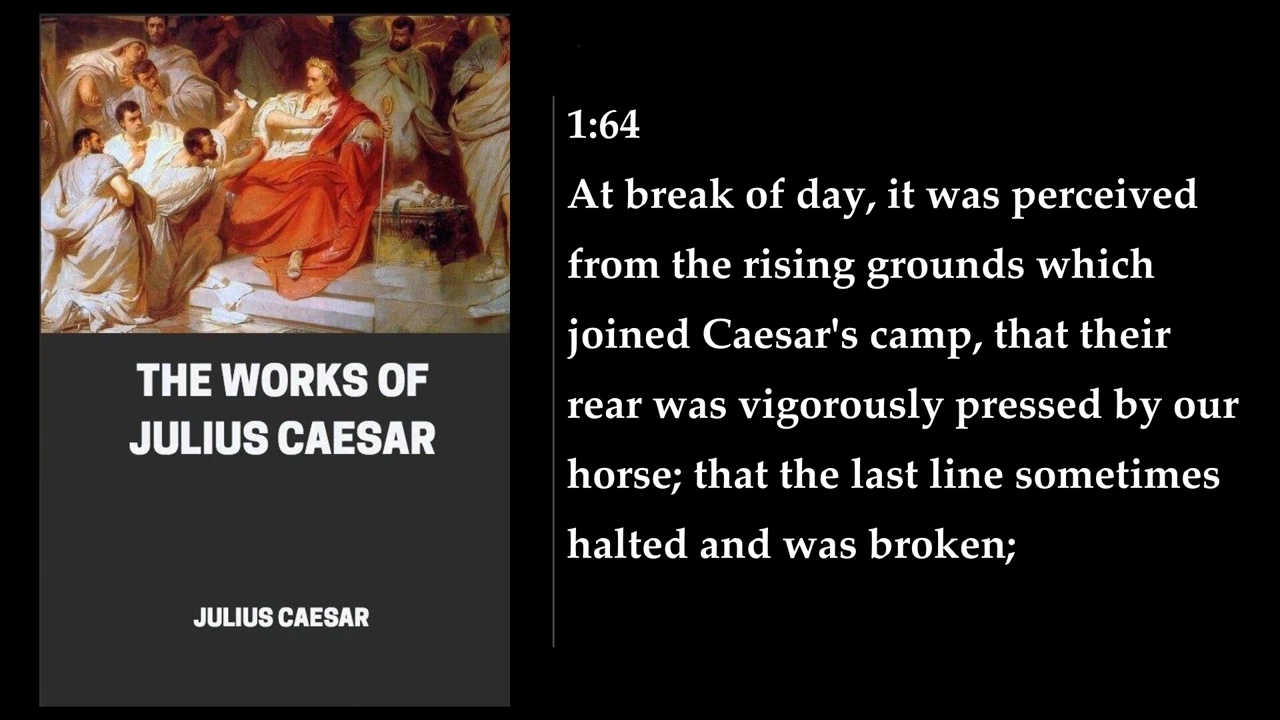 THE WORKS OF
JULIUS CAESAR
JULIUS CAESAR
1:64
At break of day, it was perceived
from the rising grounds which
joined Caesar's camp, that their
rear was vigorously pressed by our
horse; that the last line sometimes
halted and was broken;